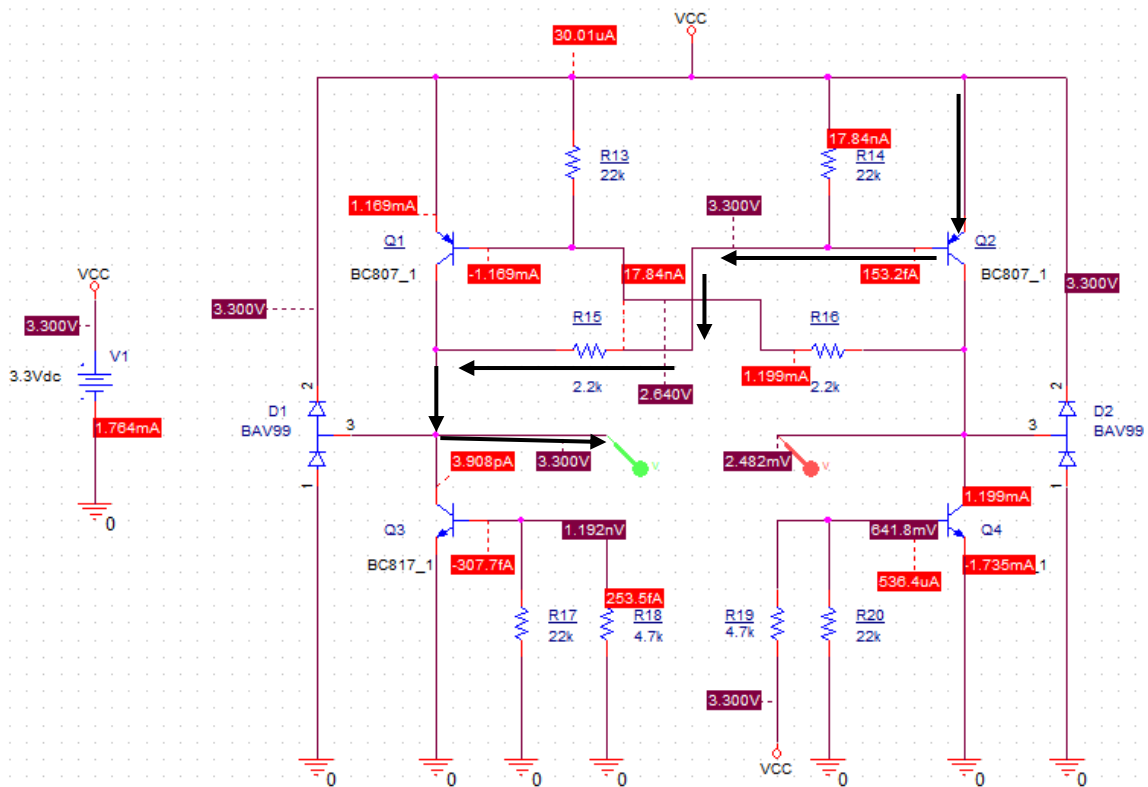 VCC
30.01uA
R13
22k
17.84nA
R14
22k
1.169mA
3.300V
Q1
Q2
BC807_1
-1.169mA
17.84nA
153.2fA
BC807_1
VCC
3.300V
3.300V
3.300V
R15
R16
V1
3.3Vdc
2.2k
1.199mA
2.2k
2.640V
1.764mA
D1
BAV99
2
3
1
2
3
1
D2
BAV99
3.300V
2.482mV
V
V
0
3.908pA
1.199mA
Q3
1.192nV
641.8mV
Q4
BC817_1
-307.7fA
536.4uA
-1.735mA
_1
253.5fA
R17
22k
R18
4.7k
R19
4.7k
R20
22k
3.300V
VCC
0
0
0
0
0
0
0